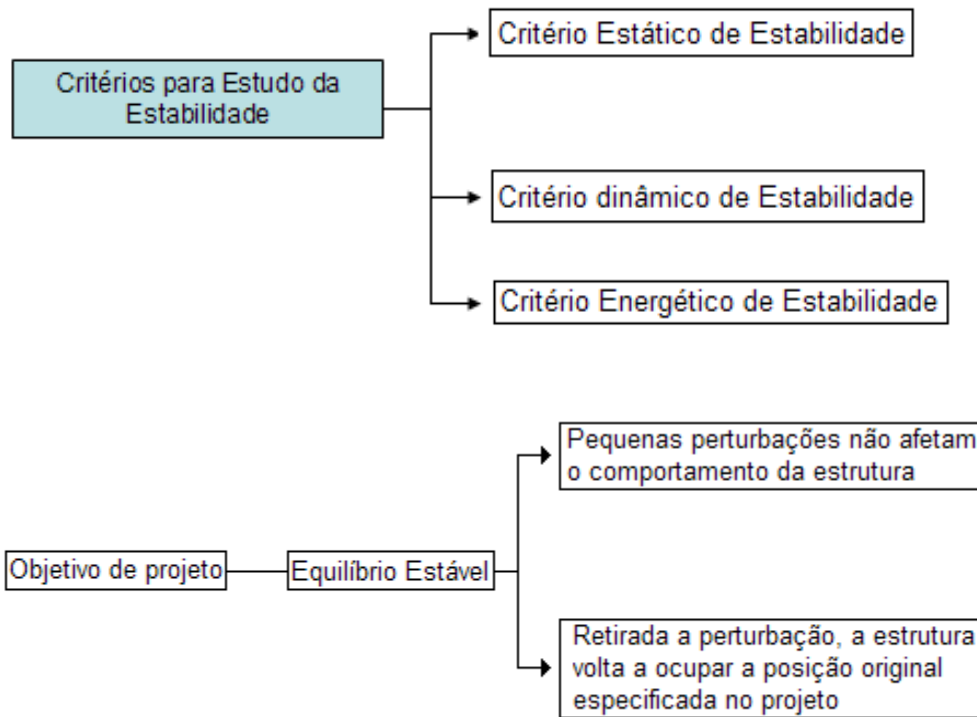 Critério Estático de Estabilidade
Critérios para Estudo da
Estabilidade
Critério dinâmico de Estabilidade
Critério Energético de Estabilidade
Pequenas perturbações não afetam
o comportamento da estrutura
Objetivo de projeto
Equilíbrio Estável
Retirada a perturbação, a estrutura
volta a ocupar a posição original
especificada no projeto